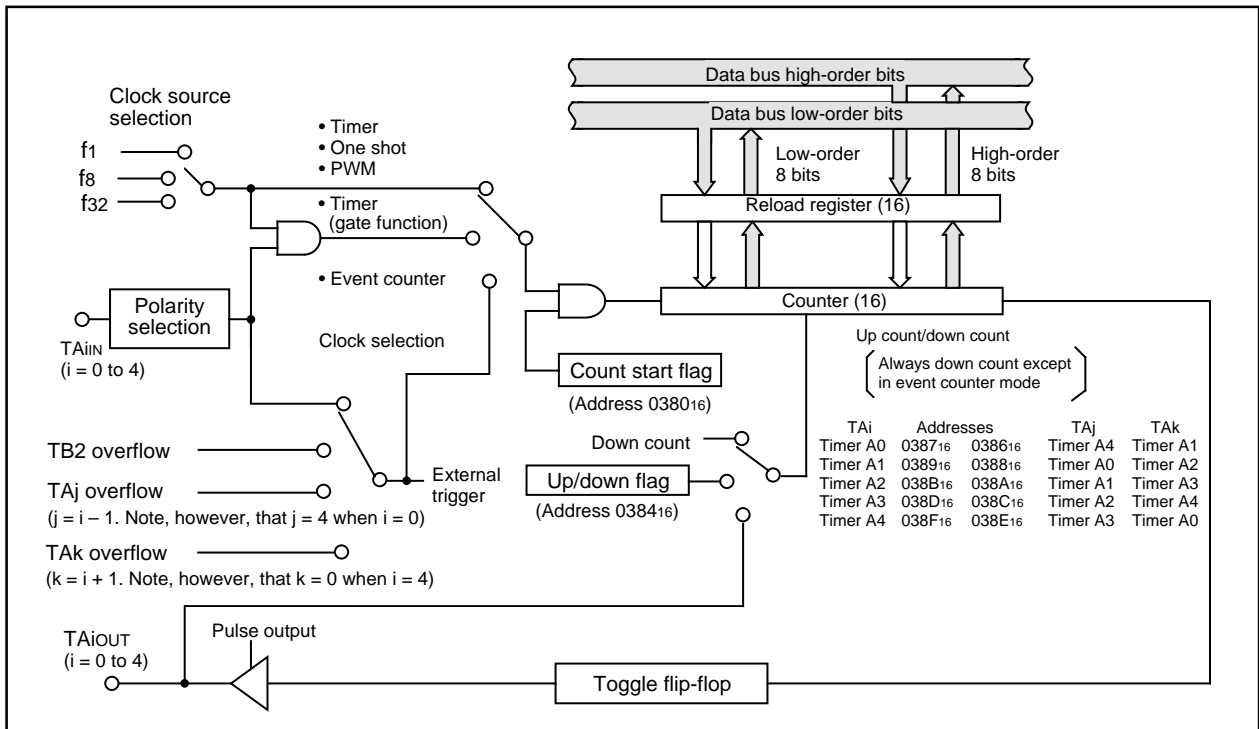 Data bus high-order bits
Data bus low-order bits
Clock source
selection
f1
f8
f32
• Timer
• One shot
• PWM
• Timer
(gate function)
• Event counter
Low-order
8 bits
High-order
8 bits
Reload register (16)
Counter (16)
Polarity
selection
TAiIN
(i = 0 to 4)
Clock selection
Count start flag
(Address 038016)
Up count/down count
Always down count except
in event counter mode
TB2 overflow
TAj overflow
(j = i – 1. Note, however, that j = 4 when i = 0)
TAk overflow
(k = i + 1. Note, however, that k = 0 when i = 4)
External
trigger
Down count
Up/down flag
(Address 038416)
TAi Addresses TAj TAk
Timer A0 038716 038616 Timer A4 Timer A1
Timer A1 038916 038816 Timer A0 Timer A2
Timer A2 038B16 038A16 Timer A1 Timer A3
Timer A3 038D16 038C16 Timer A2 Timer A4
Timer A4 038F16 038E16 Timer A3 Timer A0
TAiOUT
(i = 0 to 4)
Pulse output
Toggle flip-flop